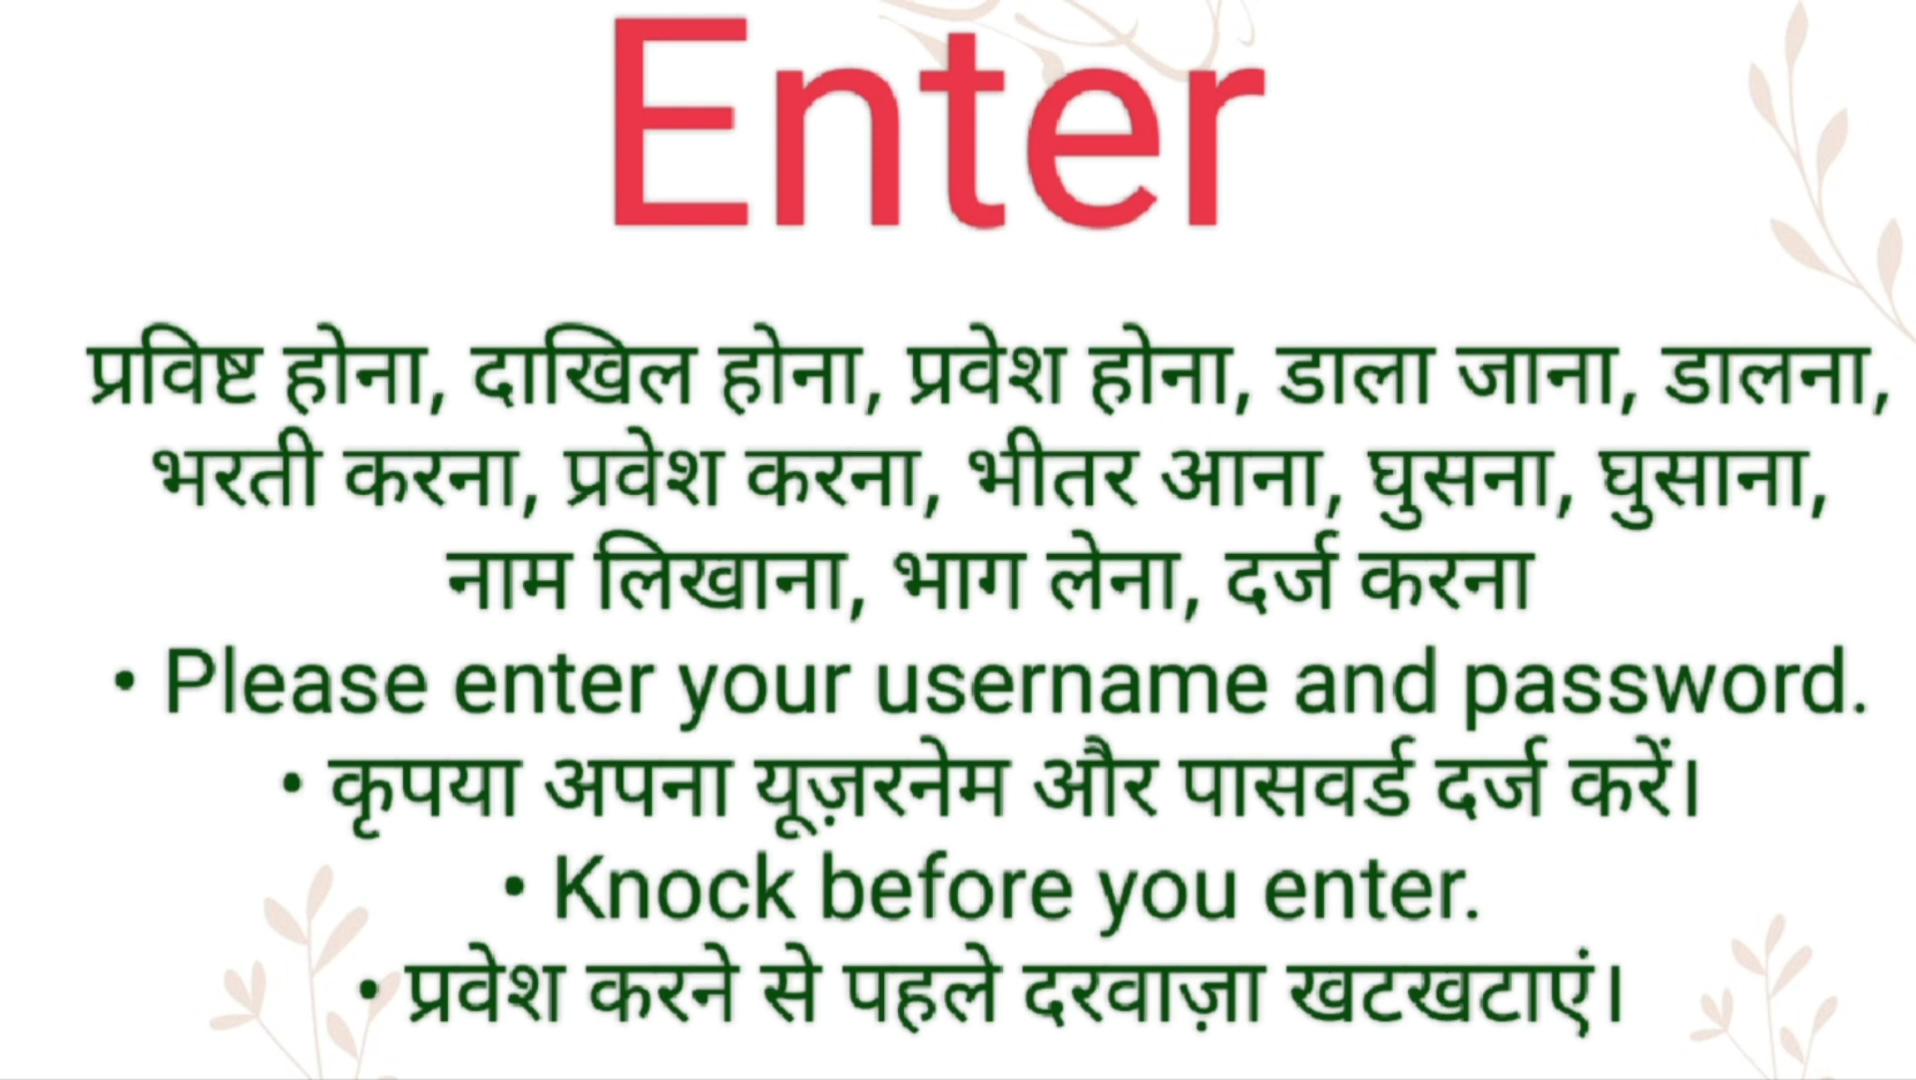 Enter
प्रविष्ट होना, दाखिल होना, प्रवेश होना, डाला जाना, डालना,
भरती करना, प्रवेश करना, भीतर आना, घुसना, घुसाना,
नाम लिखाना, भाग लेना, दर्ज करना
• Please enter your username and password.
• कृपया अपना यूज़रनेम और पासवर्ड दर्ज करें।
• Knock before you enter.
• प्रवेश करने से पहले दरवाज़ा खटखटाएं।